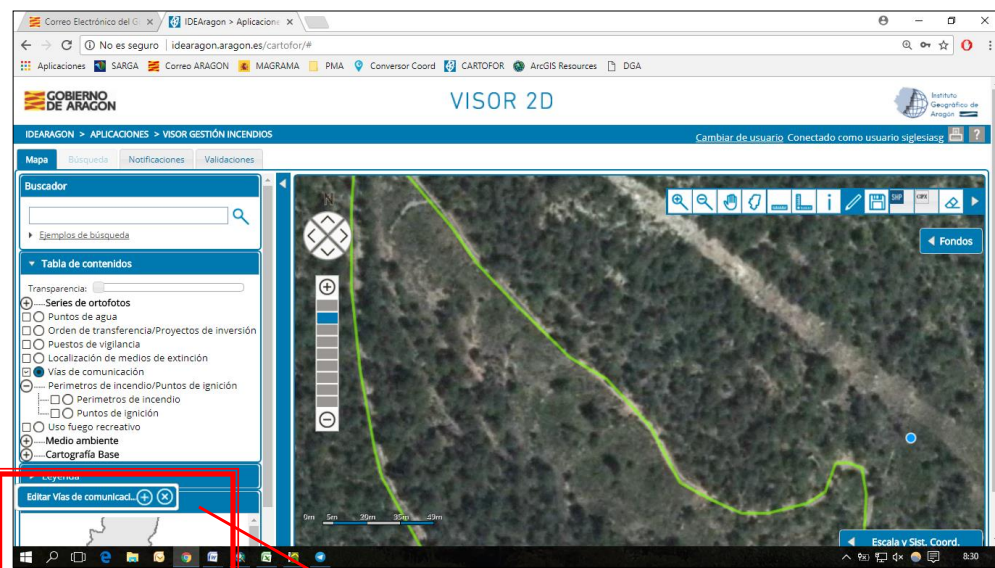 Correo Electrónico del G
IDEAragon > Aplicacione
No es seguro
idearagon.aragon.es/cartofor/#
Aplicaciones
SARGA
Correo ARAGON
MAGRAMA
PMA
Conversor Coord
CARTOFOR
ArcGIS Resources
DGA
GOBIERNO
DE ARAGON
VISOR 2D
Instituto
Geográfico de
Aragón
IDEARAGON > APLICACIONES > VISOR GESTIÓN INCENDIOS
Cambiar de usuario Conectado como usuario siglesiasg
?
Mapa
Búsqueda
Notificaciones
Validaciones
Buscador
Ejemplos de búsqueda
Tabla de contenidos
Transparencia:
Series de ortofotos
Puntos de agua
Orden de transferencia/Proyectos de inversión
Puestos de vigilancia
Localización de medios de extinción
Vías de comunicación
Perimetros de incendio/Puntos de ignición
Perimetros de incendio
Puntos de ignición
Uso fuego recreativo
Medio ambiente
Cartografía Base
Leyenda
Editar Vías de comunicaci...
N
SHP
GPX
i
Fondos
0m 5m 20m 35m 49m
Escala y Sist. Coord.
8:30